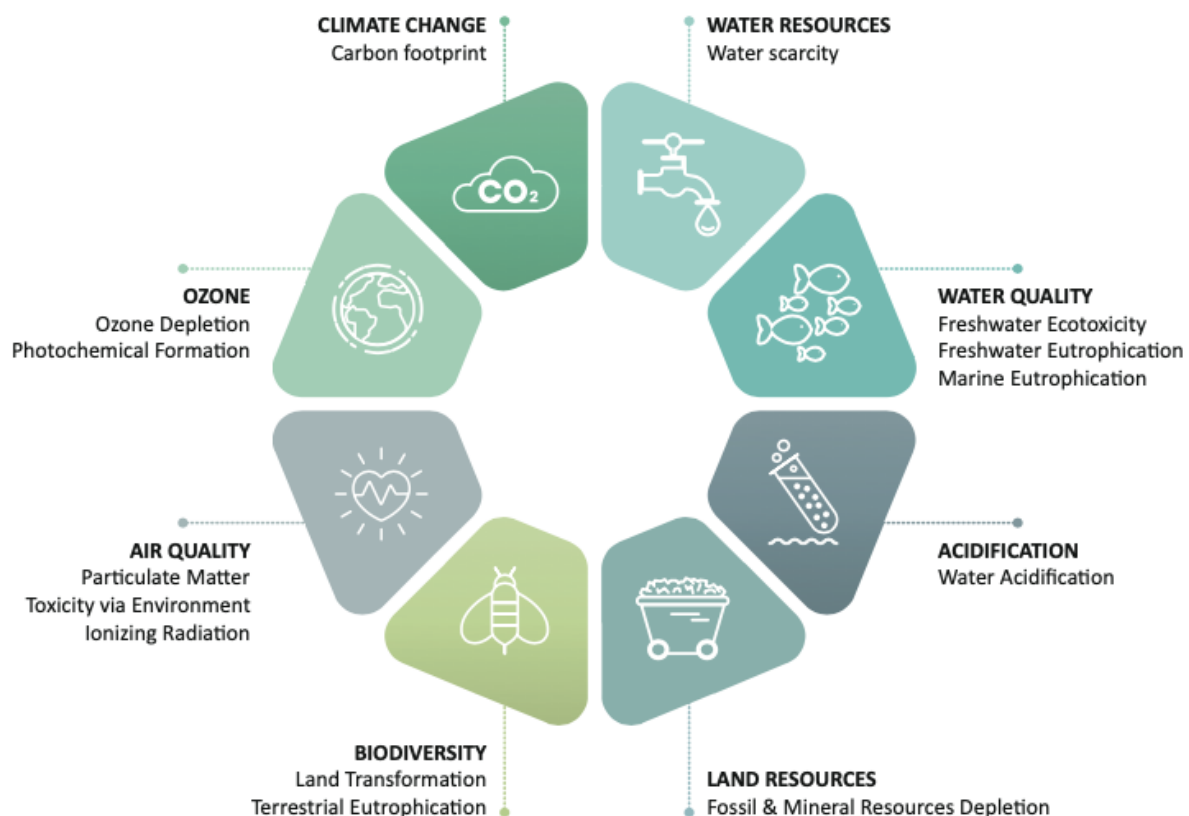 CLIMATE CHANGE
Carbon footprint
WATER RESOURCES
Water scarcity
CO₂
OZONE
Ozone Depletion
Photochemical Formation
WATER QUALITY
Freshwater Ecotoxicity
Freshwater Eutrophication
Marine Eutrophication
AIR QUALITY
Particulate Matter
Toxicity via Environment
Ionizing Radiation
ACIDIFICATION
Water Acidification
BIODIVERSITY
Land Transformation
Terrestrial Eutrophication
LAND RESOURCES
Fossil & Mineral Resources Depletion